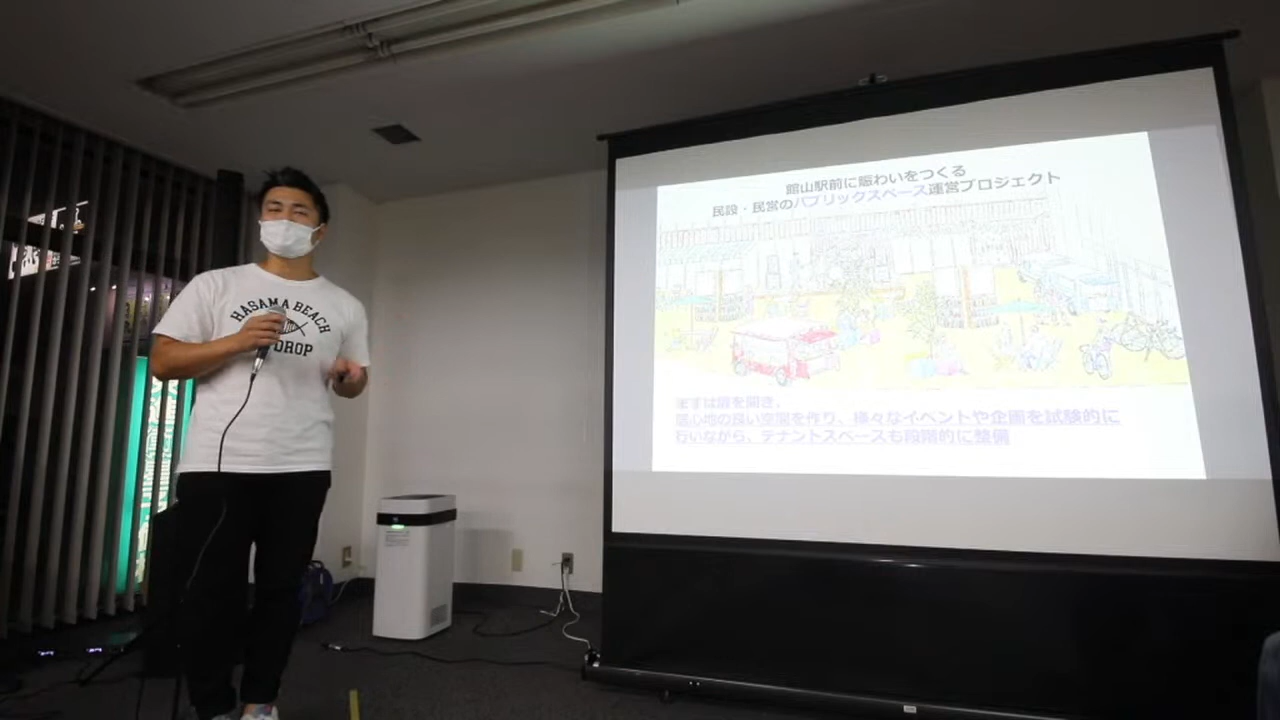 館山駅前に賑わいをつくる
民設・民営のパブリックスペース運営プロジェクト
まずは扉を開き、
居心地の良い空間を作り、様々なイベントや企画を試験的に
行いながら、テナントスペースも段階的に整備
HASAMA BEACH
DROP